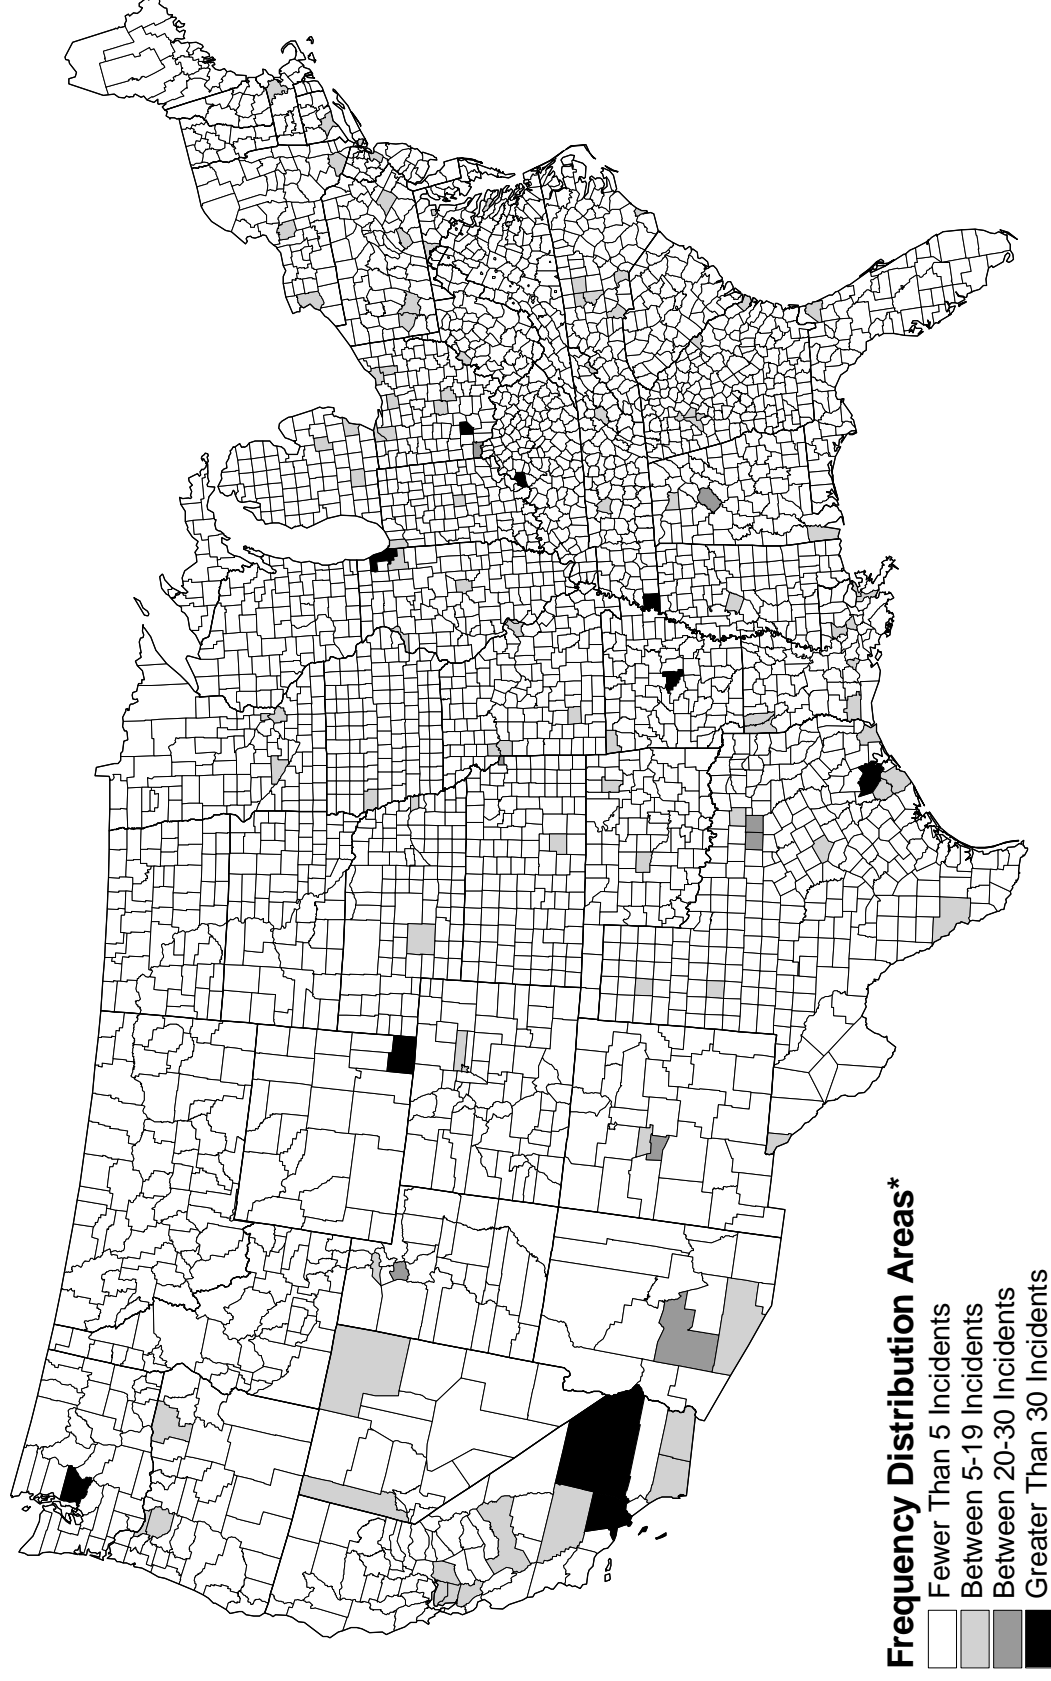 Frequency Distribution Areas*
Fewer Than 5 Incidents
Between 5-19 Incidents
Between 20-30 Incidents
Greater Than 30 Incidents